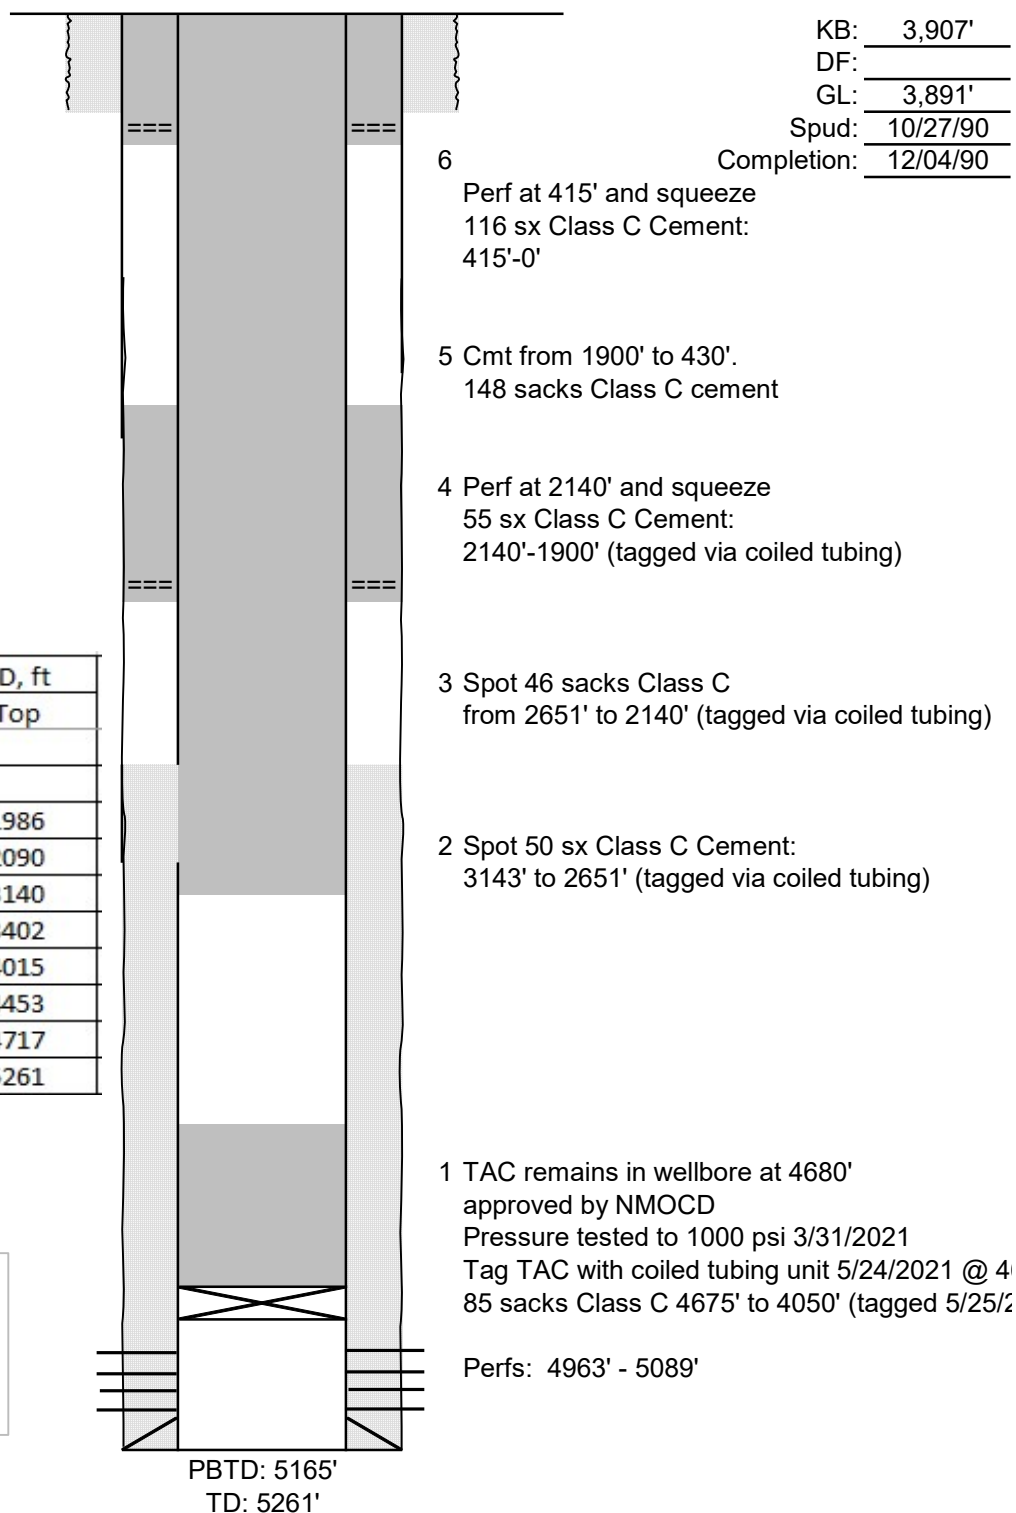 KB: 3,907'
DF:
GL: 3,891'
Spud: 10/27/90
Completion: 12/04/90
=== ===
6
Perf at 415' and squeeze
116 sx Class C Cement:
415'-0'
5 Cmt from 1900' to 430'.
148 sacks Class C cement
4 Perf at 2140' and squeeze
55 sx Class C Cement:
2140'-1900' (tagged via coiled tubing)
=== ===
3 Spot 46 sacks Class C
from 2651' to 2140' (tagged via coiled tubing)
D, ft
Top
986
090
140
402
015
453
717
261
2 Spot 50 sx Class C Cement:
3143' to 2651' (tagged via coiled tubing)
1 TAC remains in wellbore at 4680'
approved by NMOCD
Pressure tested to 1000 psi 3/31/2021
Tag TAC with coiled tubing unit 5/24/2021 @
85 sacks Class C 4675' to 4050' (tagged
Perfs: 4963' - 5089'
PBTD: 5165'
TD: 5261'